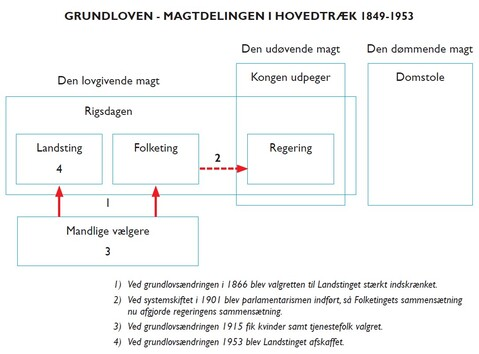 GRUNDLOVEN - MAGTDELINGEN I HOVEDTRÆK 1849-1953
Den udøvende magt
Den dømmende magt
Den lovgivende magt
Kongen udpeger
Domstole
Rigsdagen
Landsting
4
Folketing
2
Regering
1
Mandlige vælgere
3
1) Ved grundlovsændringen i 1866 blev valgretten til Landstinget stærkt indskrænket.
2) Ved systemskiftet i 1901 blev parlamentarismen indført, så Folketingets sammensætning
nu afgjorde regeringens sammensætning.
3) Ved grundlovsændringen 1915 fik kvinder samt tjenestefolk valgret.
4) Ved grundlovsændringen 1953 blev Landstinget afskaffet.